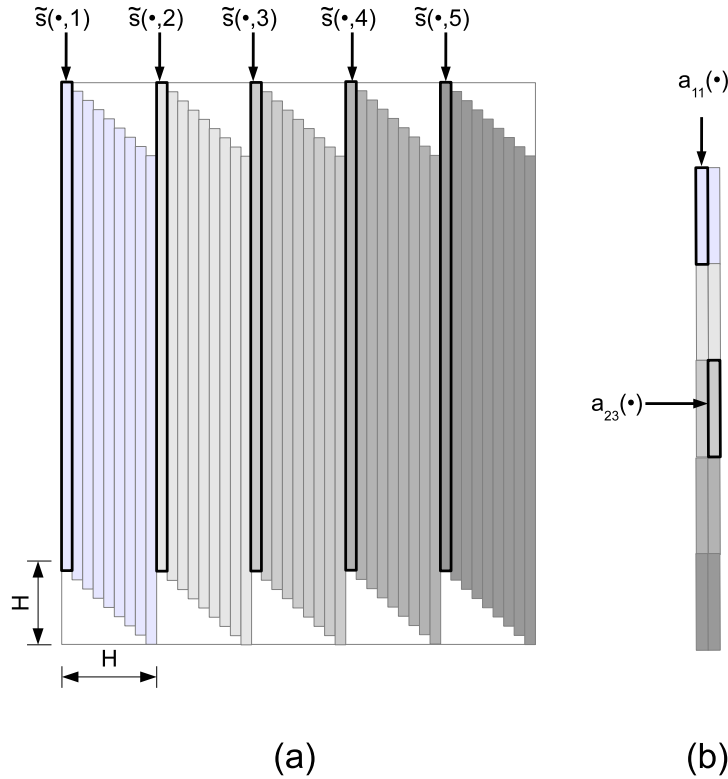 s̃(•,1) s̃(•,2) s̃(•,3) s̃(•,4) s̃(•,5)
a₁₁(•)
a₂₃(•)
H
H
(a) (b)